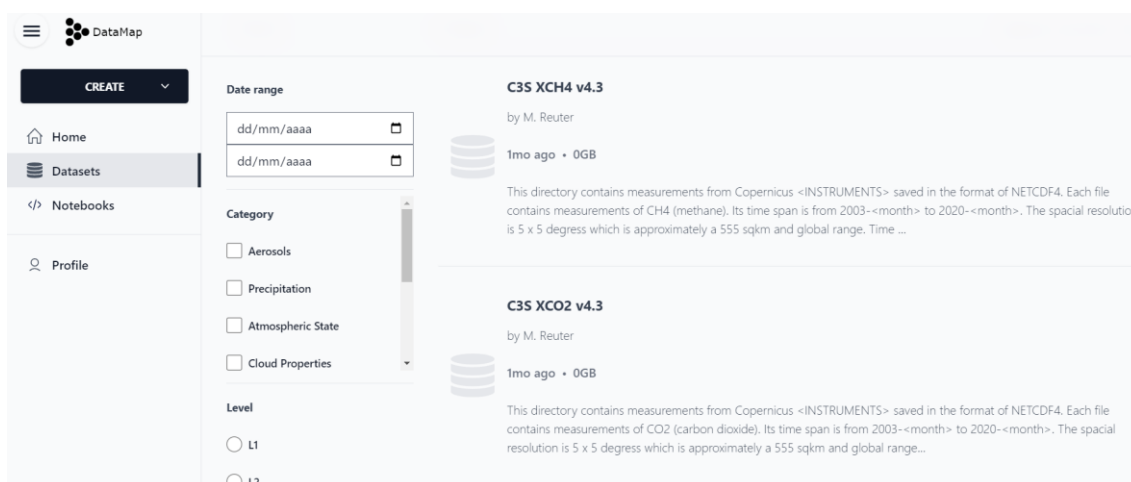 DataMap
CREATE
Home
Datasets
Notebooks
Profile
Date range
dd/mm/aaaa
dd/mm/aaaa
Category
Aerosols
Precipitation
Atmospheric State
Cloud Properties
Level
L1
C3S XCH4 v4.3
by M. Reuter
1mo ago • 0GB
This directory contains measurements from Copernicus <INSTRUMENTS> saved in the format of NETCDF4. Each file
contains measurements of CH4 (methane). Its time span is from 2003-<month> to 2020-<month>. The spacial
is 5 x 5 degress which is approximately a 555 sqkm and global range. Time ...
C3S XCO2 v4.3
by M. Reuter
1mo ago • 0GB
This directory contains measurements from Copernicus <INSTRUMENTS> saved in the format of NETCDF4. Each file
contains measurements of CO2 (carbon dioxide). Its time span is from 2003-<month> to 2020-<month>. The spacial
resolution is 5 x 5 degress which is approximately a 555 sqkm and global range...